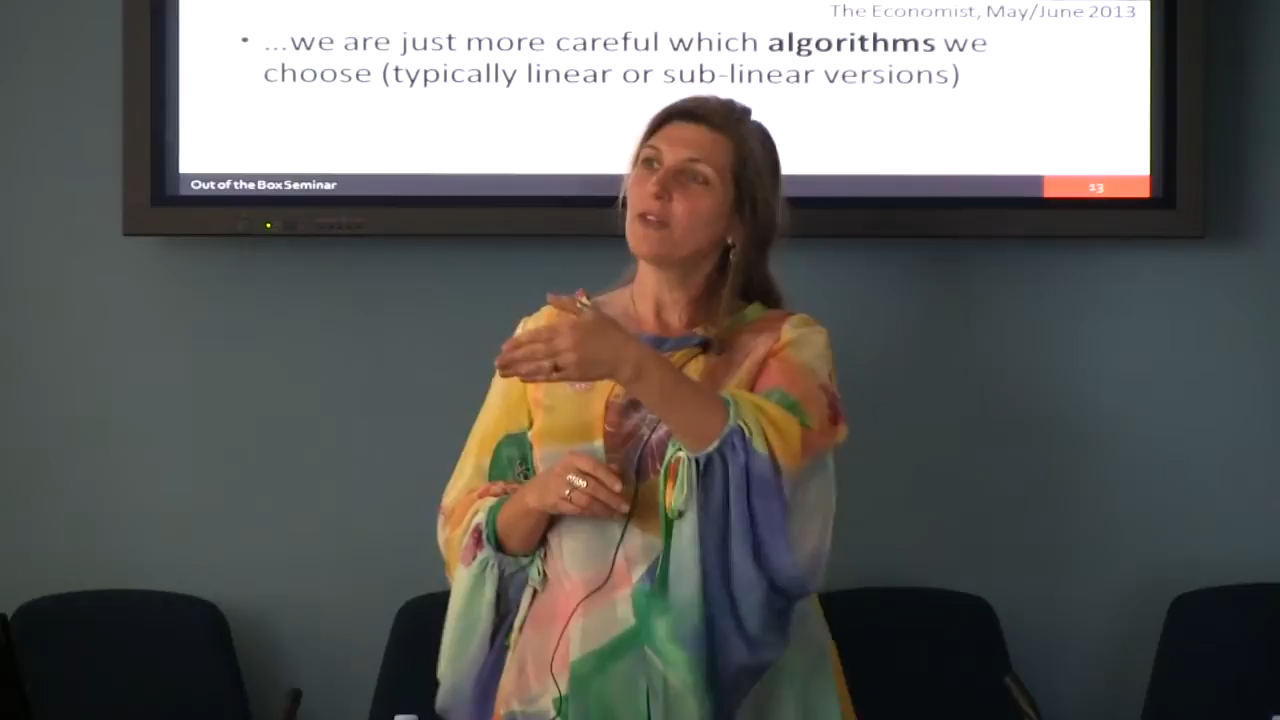 The Economist, May/June 2013
• ...we are just more careful which algorithms we
choose (typically linear or sub-linear versions)
Out of the Box Seminar
23